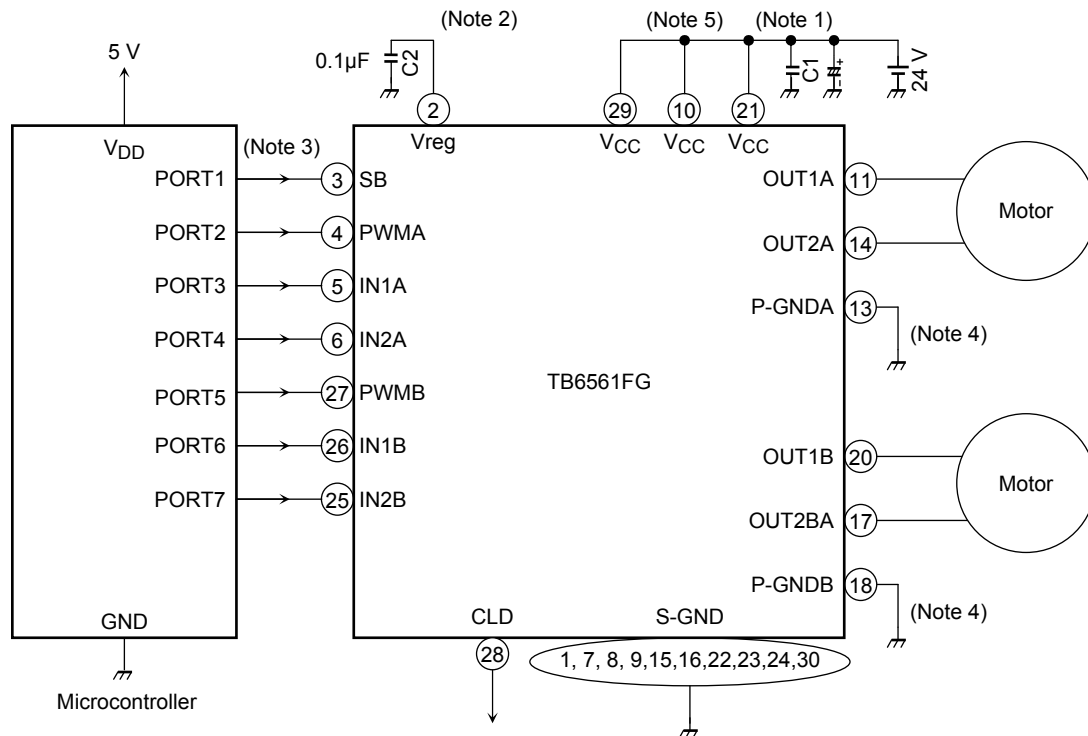 (Note 2)
(Note 5)
(Note 1)
5 V
0.1µF
C2
C1
- +
24 V
2
29
10
21
VDD
(Note 3)
Vreg
VCC
VCC
VCC
PORT1
3
SB
OUT1A
11
Motor
PORT2
4
PWMA
OUT2A
14
PORT3
5
IN1A
P-GNDA
13
(Note 4)
PORT4
6
IN2A
TB6561FG
PORT5
27
PWMB
PORT6
26
IN1B
OUT1B
20
Motor
PORT7
25
IN2B
OUT2BA
17
P-GNDB
18
(Note 4)
GND
CLD
S-GND
28
1, 7, 8, 9,15,16,22,23,24,30
Microcontroller